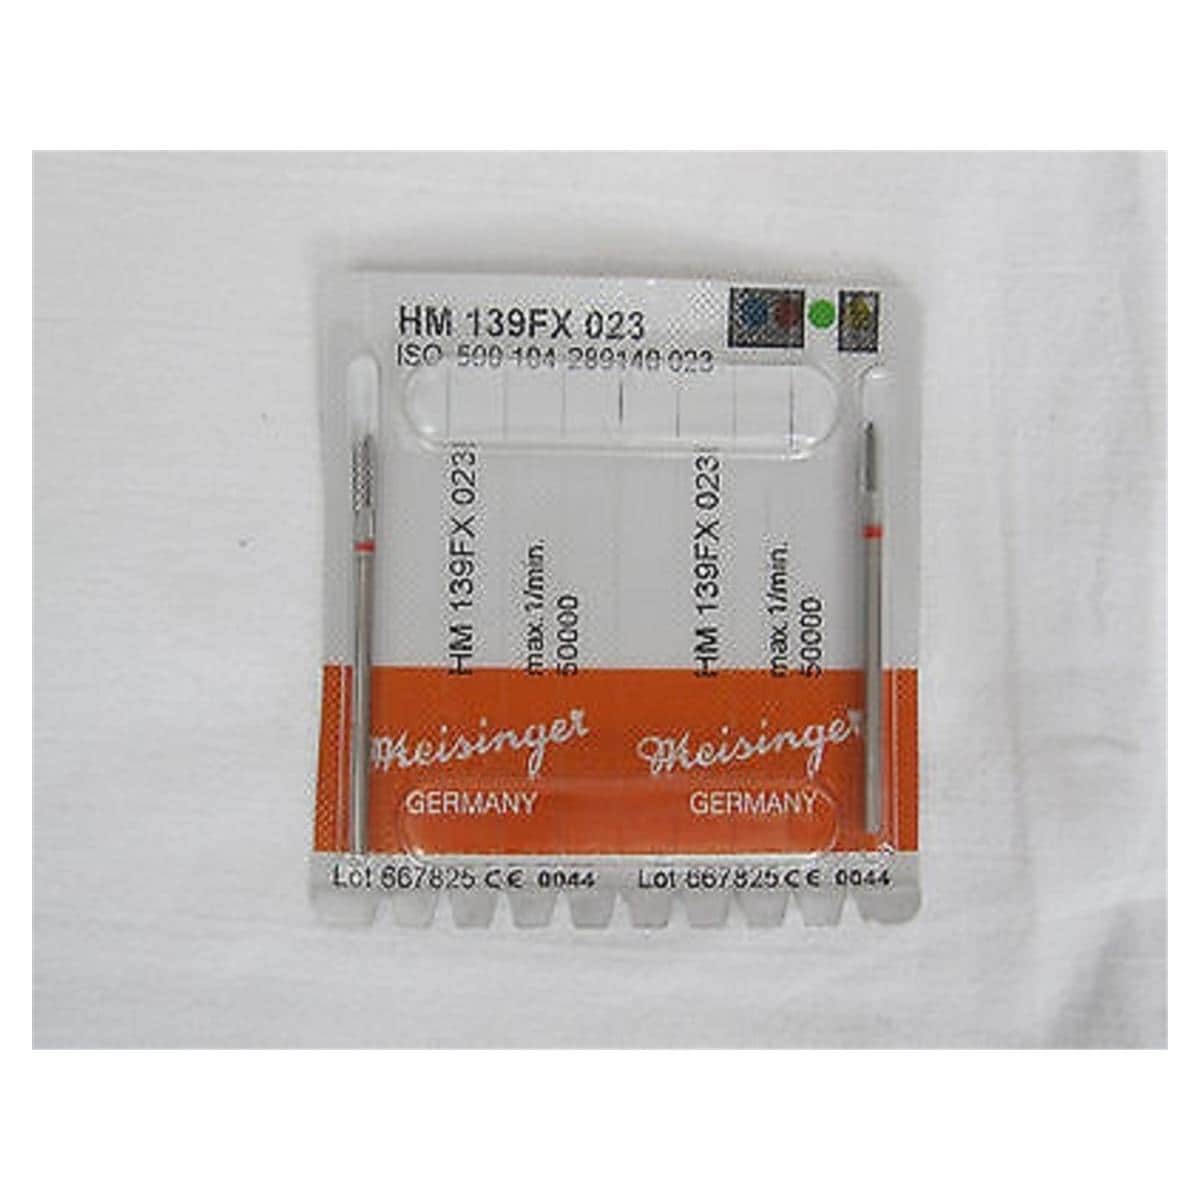 HM 139FX 023
ISO 500 104 289140 023
HM 139FX 023
max. 1/min.
50000
HM 139FX 023
max. 1/min.
50000
Meisinger Meisinger
GERMANY GERMANY
Lot 667825 CE 0044 Lot 667825 CE 0044